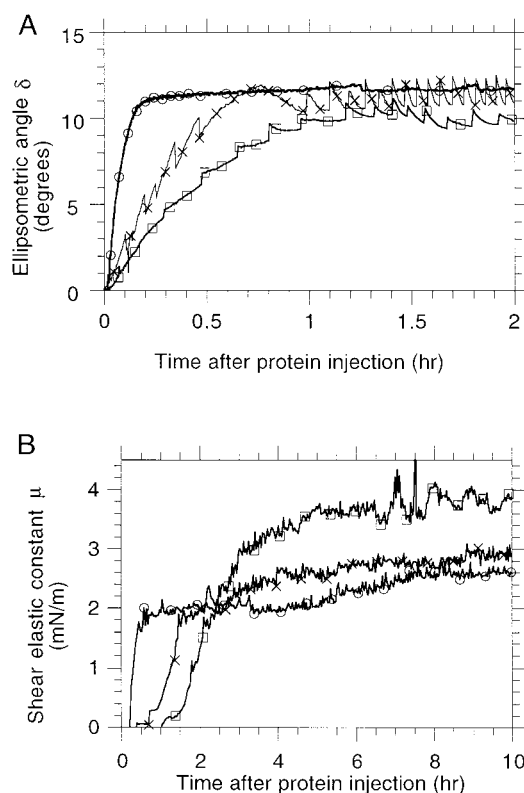 A
15
10
5
0
Ellipsometric angle δ
(degrees)
0 0.5 1 1.5 2
Time after protein injection (hr)
B
4
3
2
1
0
Shear elastic constant μ
(mN/m)
0 2 4 6 8 10
Time after protein injection (hr)